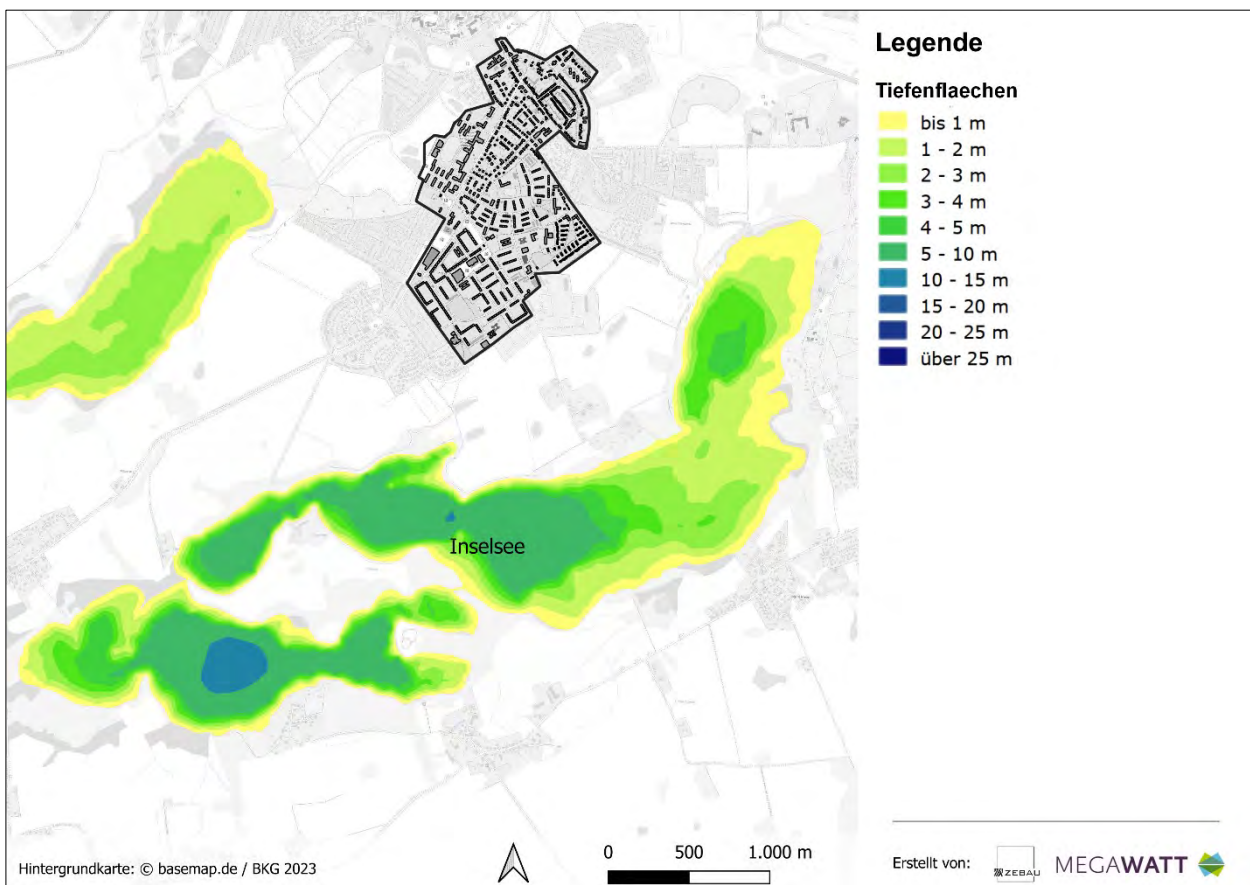 Legende
Tiefenflaechen
bis 1 m
1 - 2 m
2 - 3 m
3 - 4 m
4 - 5 m
5 - 10 m
10 - 15 m
15 - 20 m
20 - 25 m
über 25 m
Inselsee
Hintergrundkarte: © basemap.de / BKG 2023
0 500 1.000 m
Erstellt von: ZEBAU MEGAWATT